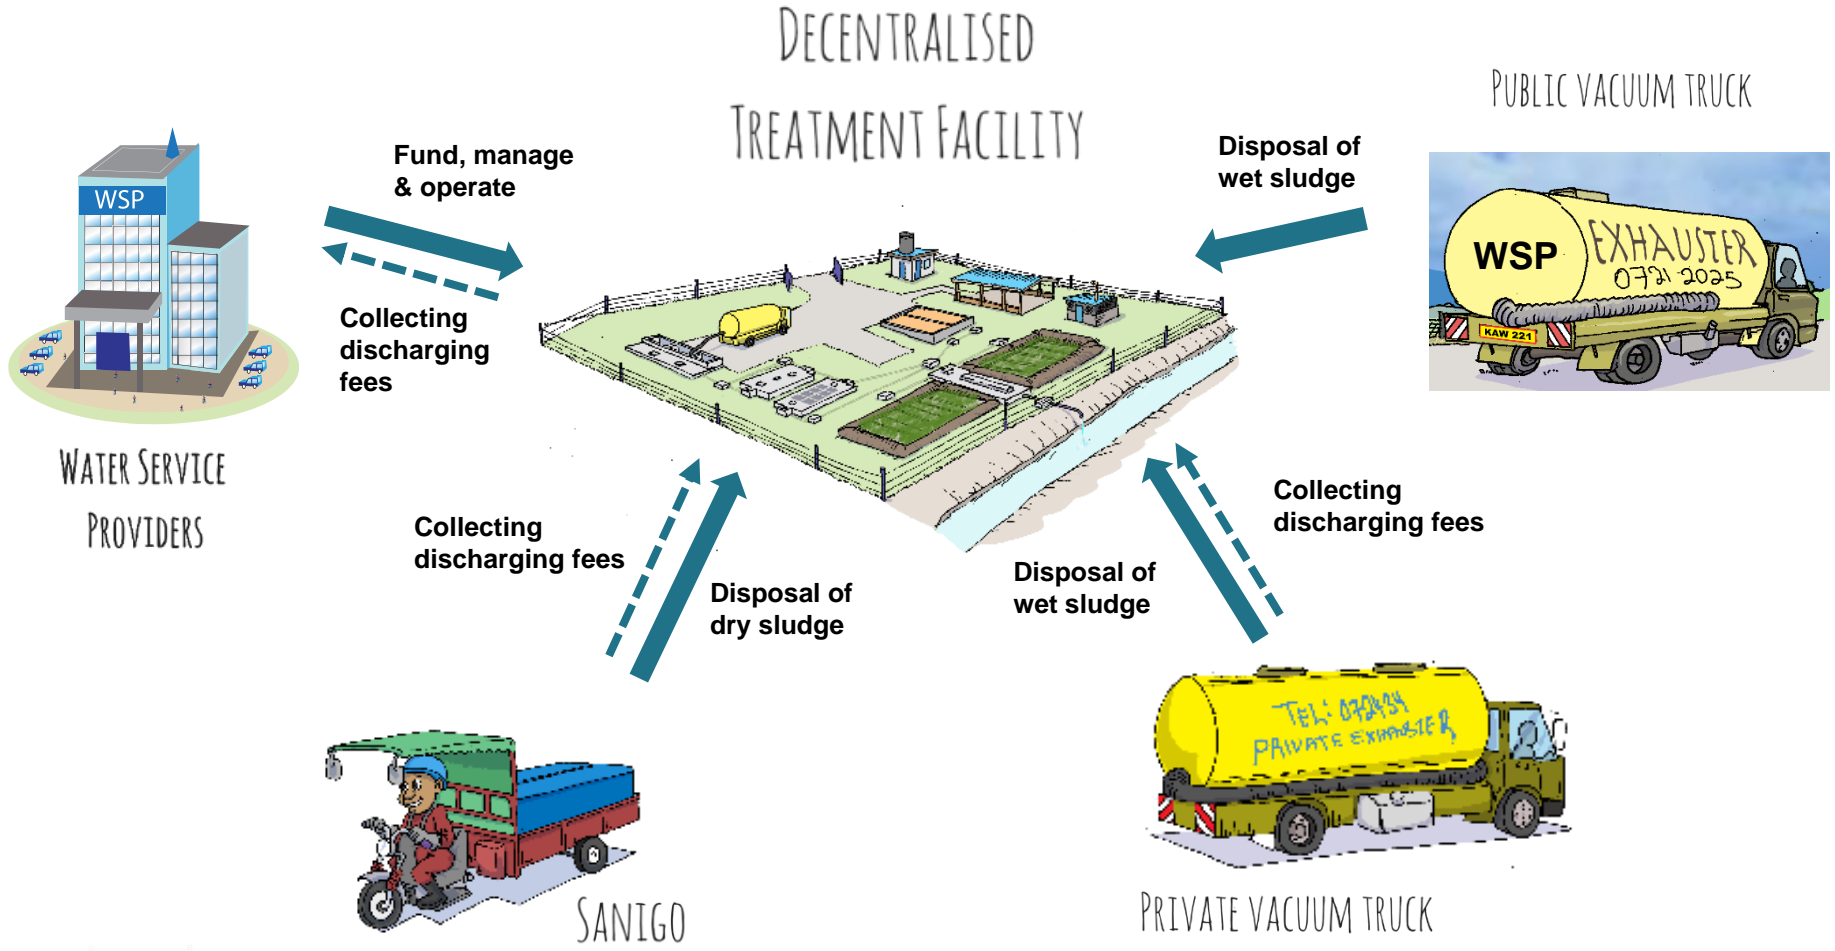 DECENTRALISED
TREATMENT FACILITY
PUBLIC VACUUM TRUCK
Fund, manage
& operate
Disposal of
wet sludge
WSP
WSP
EXHAUSTER
0721-2025
KAW 221
Collecting
discharging
fees
WATER SERVICE
PROVIDERS
Collecting
discharging fees
Disposal of
dry sludge
Disposal of
wet sludge
Collecting
discharging fees
TEL: 072434
PRIVATE EXHAUSTER
SANIGO
PRIVATE VACUUM TRUCK